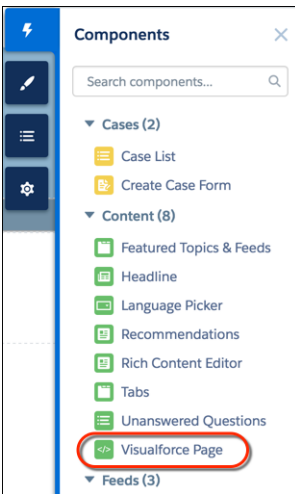 Components
Search components...
Cases (2)
Case List
Create Case Form
Content (8)
Featured Topics & Feeds
Headline
Language Picker
Recommendations
Rich Content Editor
Tabs
Unanswered Questions
Visualforce Page
Feeds (3)